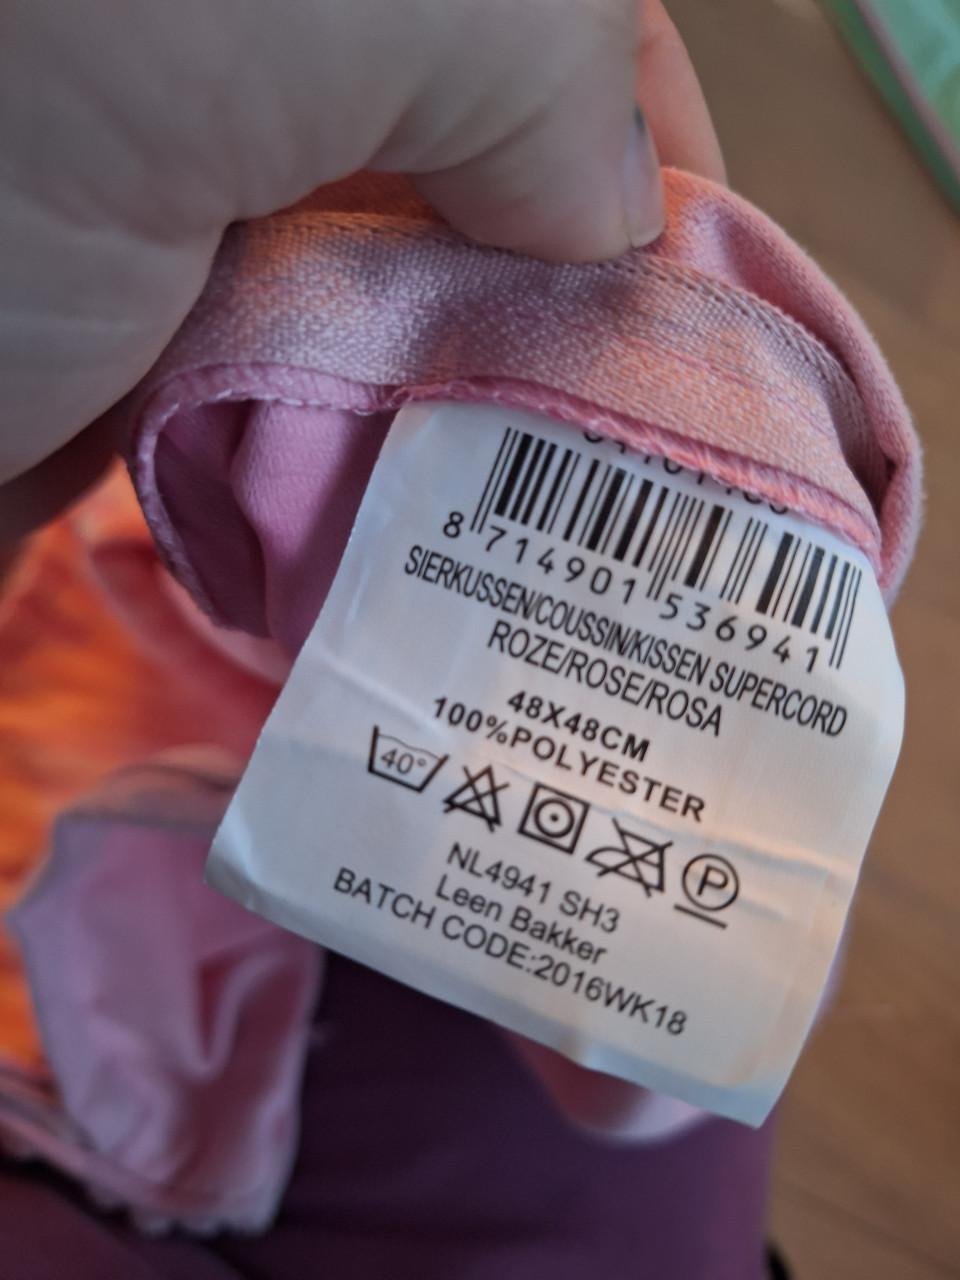 8 714901 536941
SIERKUSSEN/COUSSIN/KISSEN SUPERCORD
ROZE/ROSE/ROSA
48X48CM
100%POLYESTER
40°
P
NL4941 SH3
Leen Bakker
BATCH CODE:2016WK18